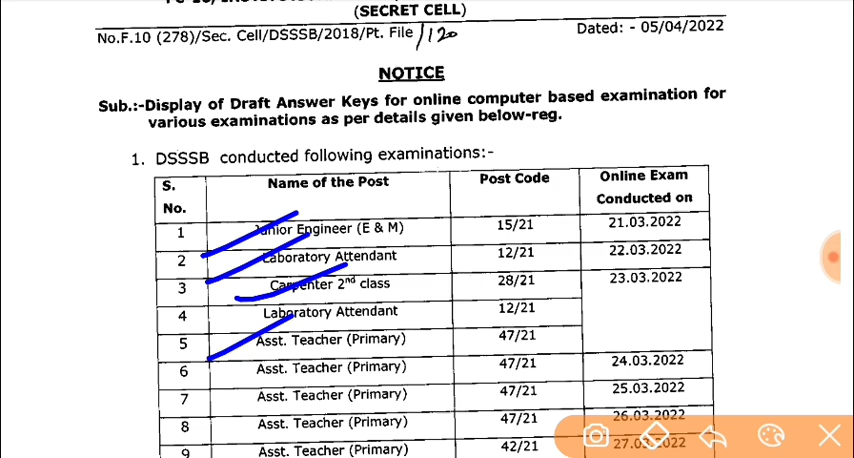 (SECRET CELL)
No.F.10 (278)/Sec. Cell/DSSSB/2018/Pt. File /120
Dated: - 05/04/2022
NOTICE
Sub.:-Display of Draft Answer Keys for online computer based examination for
various examinations as per details given below-reg.
1. DSSSB conducted following examinations:-
S. No. Name of the Post Post Code Online Exam Conducted on
1 Junior Engineer (E & M) 15/21 21.03.2022
2 Laboratory Attendant 12/21 22.03.2022
3 Carpenter 2nd class 28/21 23.03.2022
4 Laboratory Attendant 12/21
5 Asst. Teacher (Primary) 47/21
6 Asst. Teacher (Primary) 47/21 24.03.2022
7 Asst. Teacher (Primary) 47/21 25.03.2022
8 Asst. Teacher (Primary) 47/21 26.03.2022
9 Asst. Teacher (Primary) 42/21 27.03.2022